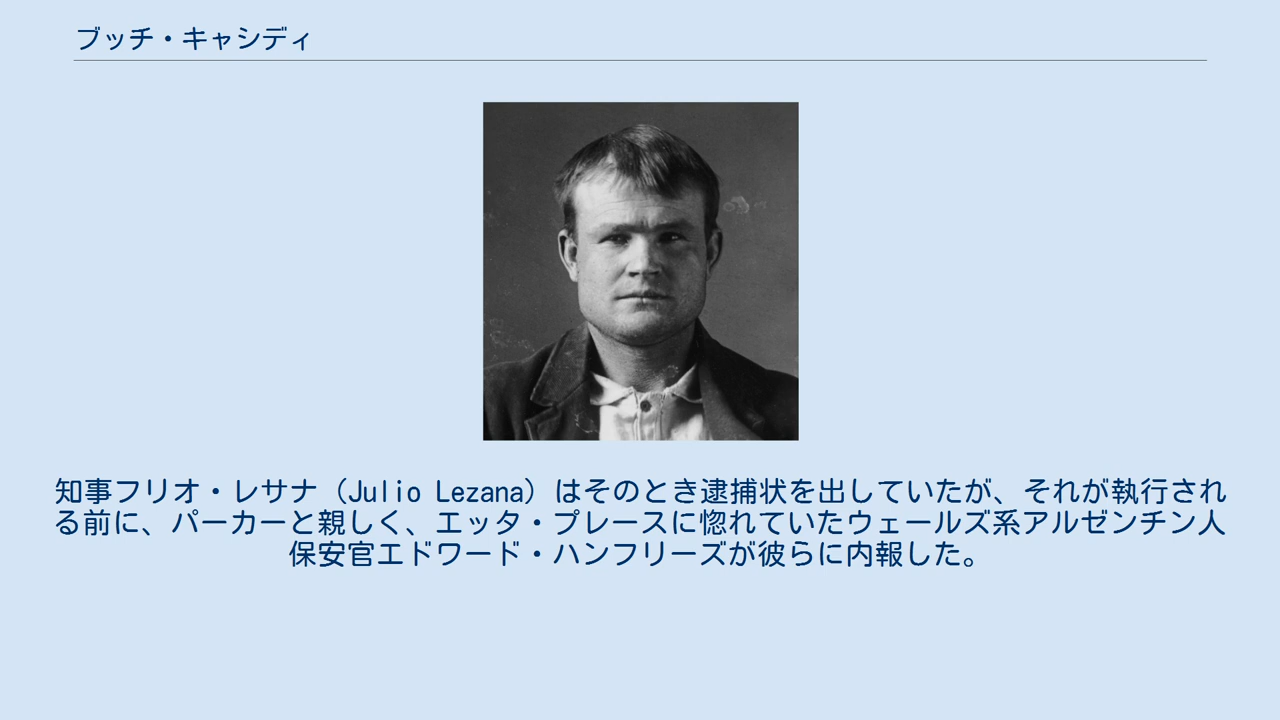 ブッチ・キャシディ
知事フリオ・レサナ（Julio Lezana）はそのとき逮捕状を出していたが、それが執行され
る前に、パーカーと親しく、エッタ・プレースに惚れていたウェールズ系アルゼンチン人
保安官エドワード・ハンフリーズが彼らに内報した。